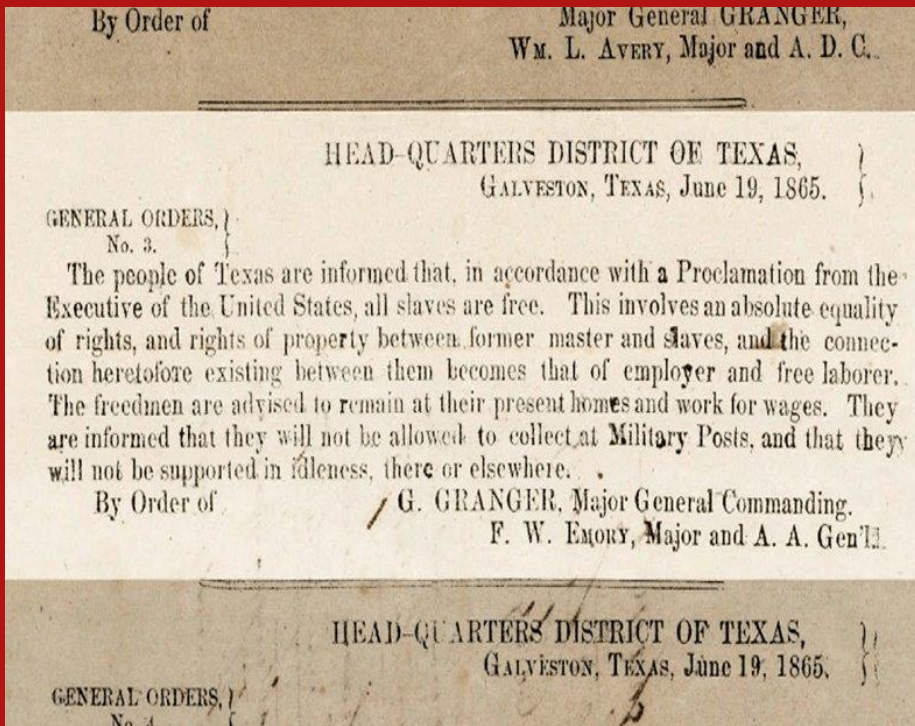 By Order of Major General GRANGER,
WM. L. AVERY, Major and A. D. C.
HEAD-QUARTERS DISTRICT OF TEXAS, }
GALVESTON, TEXAS, June 19, 1865. }
GENERAL ORDERS, }
No. 3. }
The people of Texas are informed that, in accordance with a Proclamation from the
Executive of the United States, all slaves are free. This involves an absolute equality
of rights, and rights of property between former master and slaves, and the connec-
tion heretofore existing between them becomes that of employer and free laborer.
The freedmen are advised to remain at their present homes and work for wages. They
are informed that they will not be allowed to collect at Military Posts, and that they
will not be supported in idleness, there or elsewhere.
By Order of G. GRANGER, Major General Commanding.
F. W. EMORY, Major and A. A. Gen'l.
HEAD-QUARTERS DISTRICT OF TEXAS, }
GALVESTON, TEXAS, June 19, 1865. }
GENERAL ORDERS, }
No. 4. {